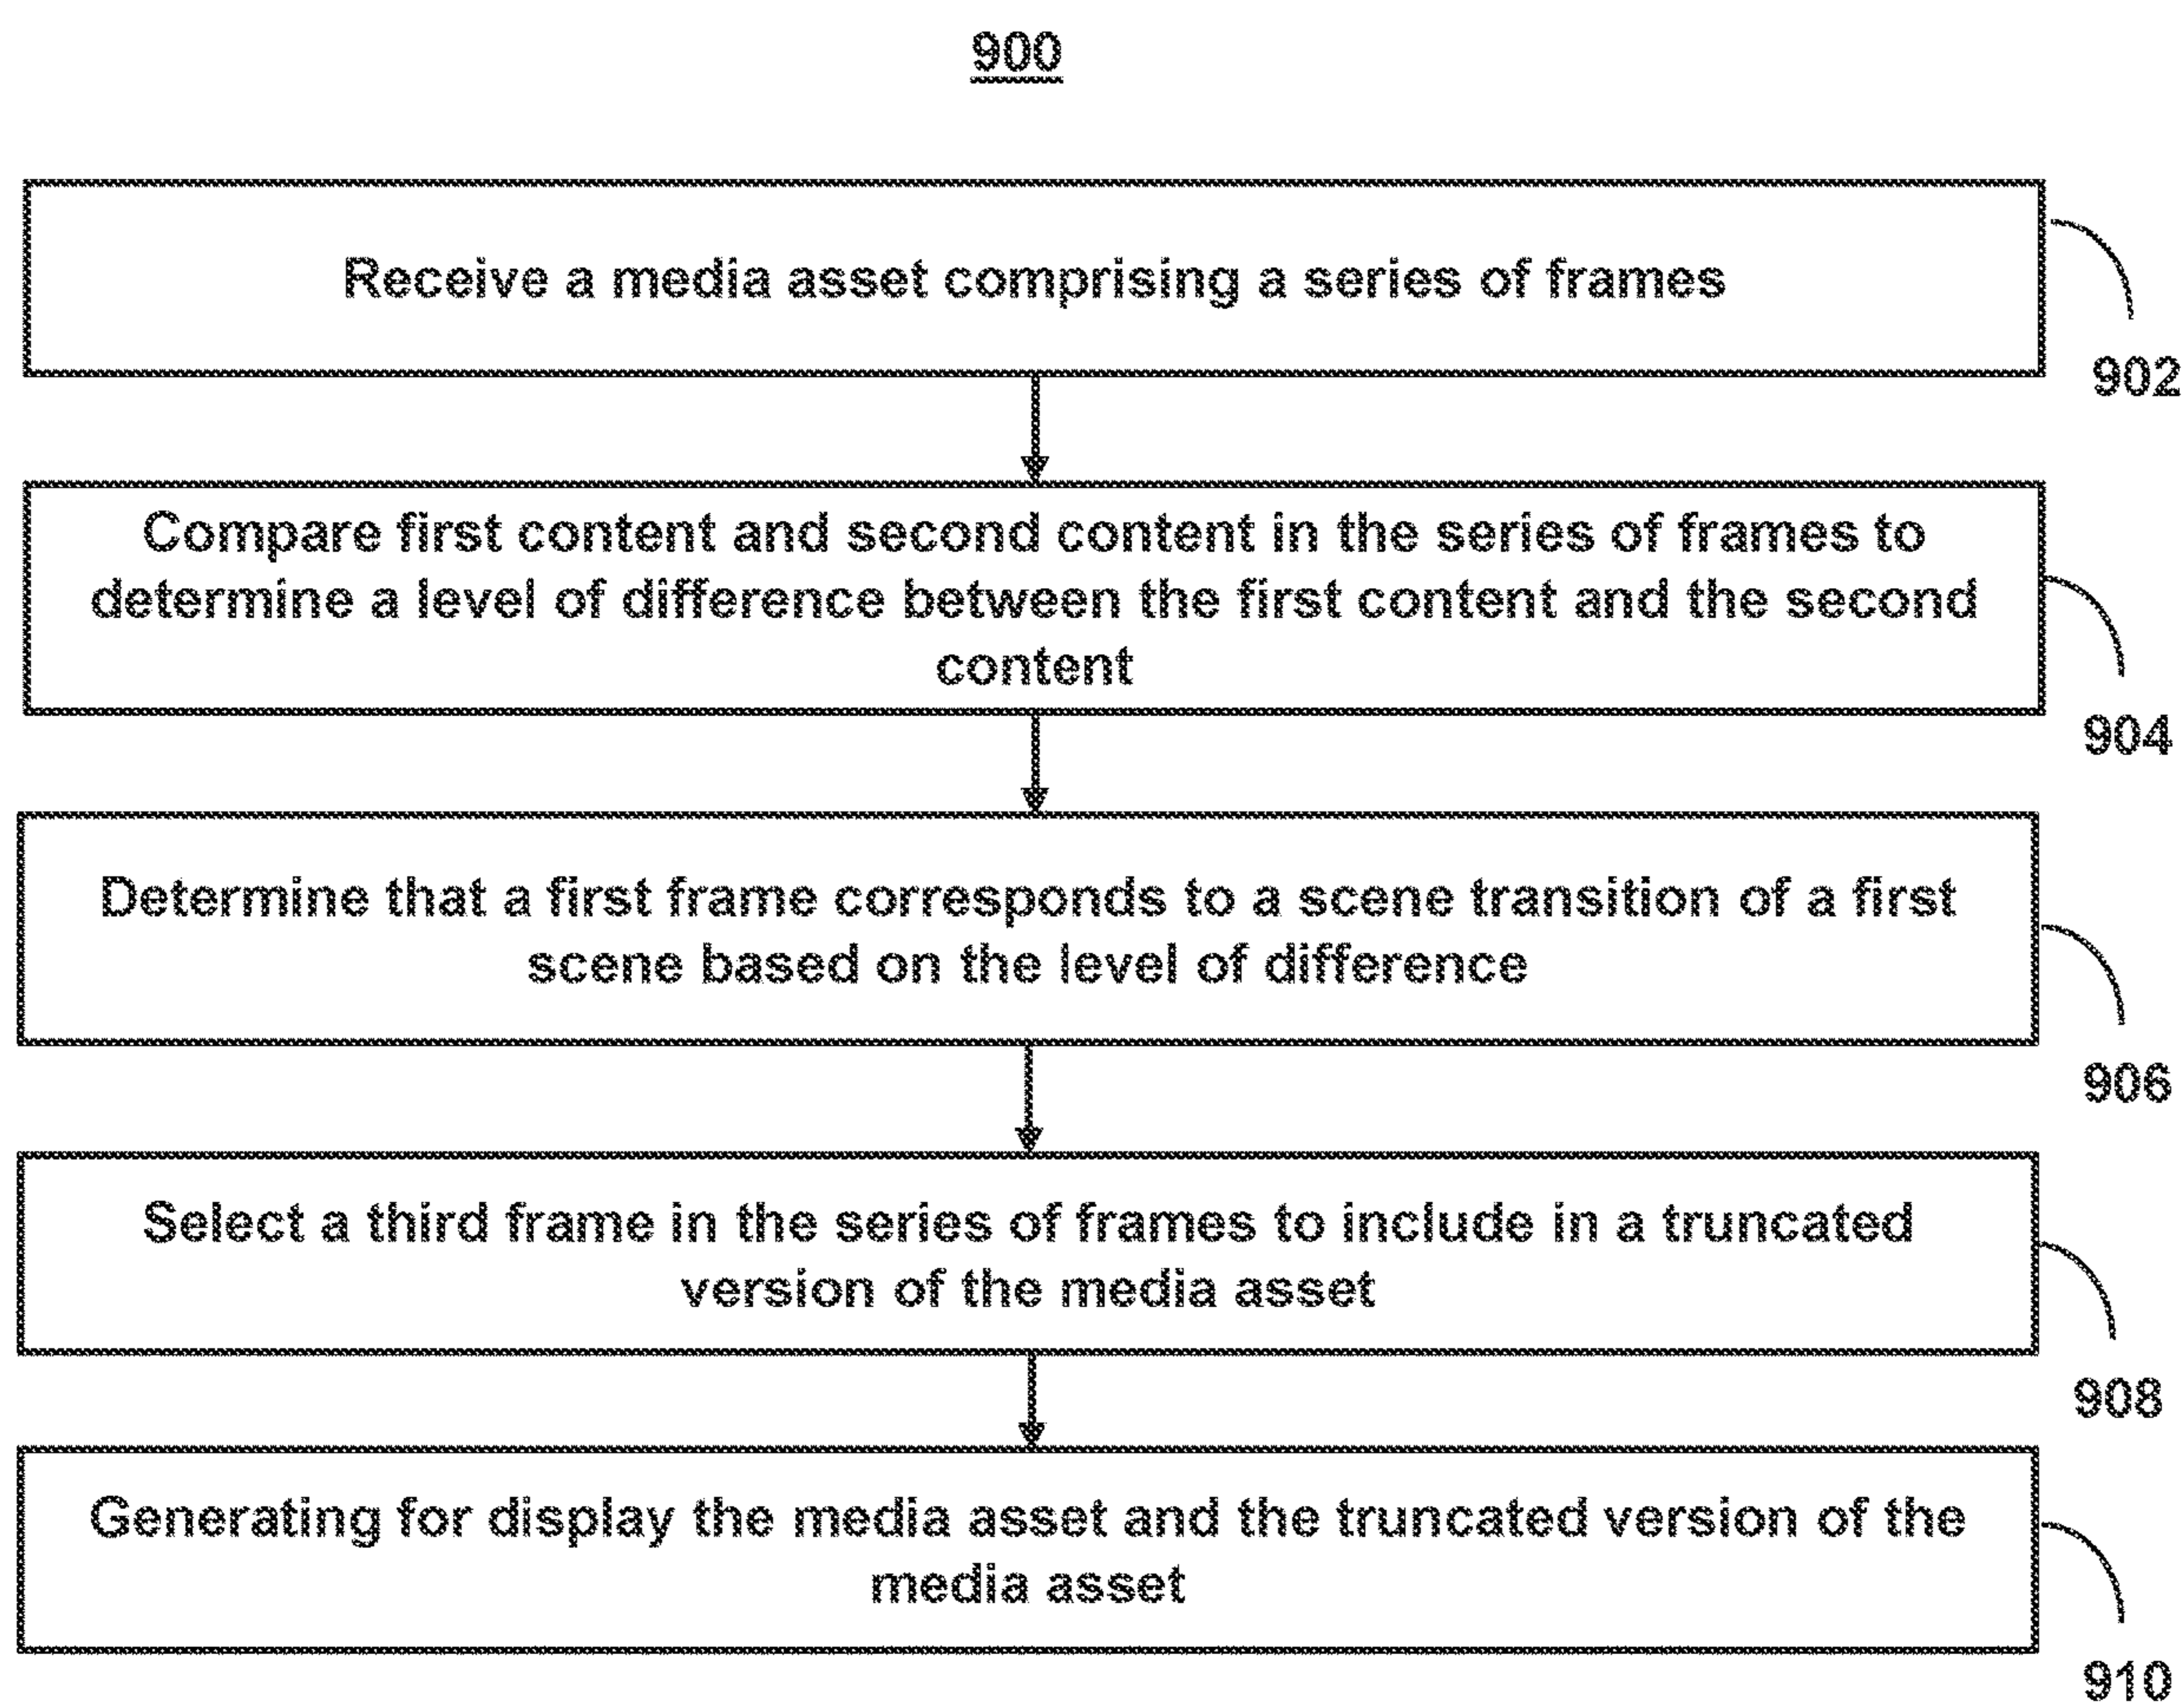 900
Receive a media asset comprising a series of frames
902
Compare first content and second content in the series of frames to
determine a level of difference between the first content and the second
content
904
Determine that a first frame corresponds to a scene transition of a first
scene based on the level of difference
906
Select a third frame in the series of frames to include in a truncated
version of the media asset
908
Generating for display the media asset and the truncated version of the
media asset
910